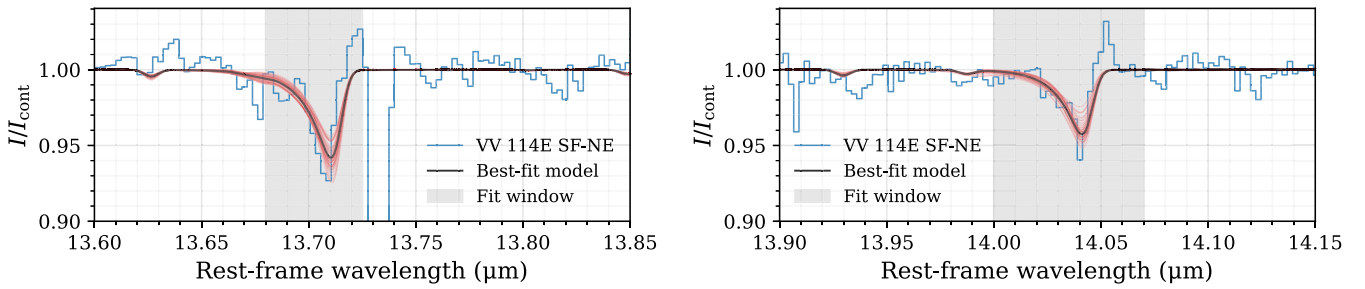 1.00
0.95
0.90
I/I_cont
VV 114E SF-NE
Best-fit model
Fit window
13.60 13.65 13.70 13.75 13.80 13.85
Rest-frame wavelength (μm)
1.00
0.95
0.90
I/I_cont
VV 114E SF-NE
Best-fit model
Fit window
13.90 13.95 14.00 14.05 14.10 14.15
Rest-frame wavelength (μm)